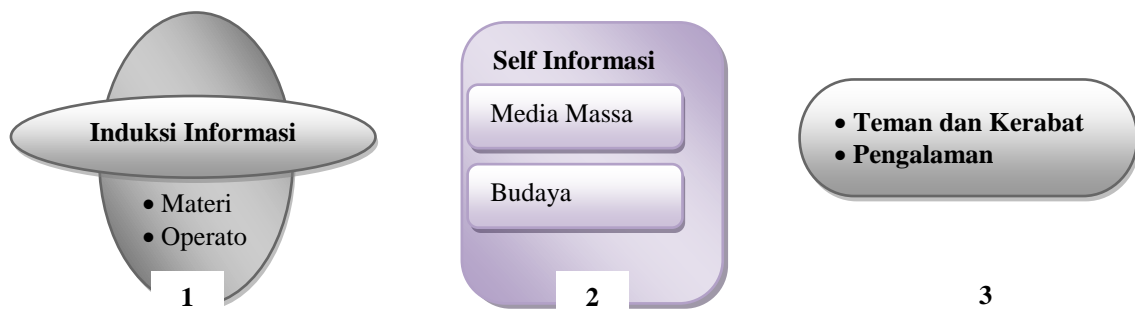 Induksi Informasi
• Materi
• Operato
1
Self Informasi
Media Massa
Budaya
2
• Teman dan Kerabat
• Pengalaman
3